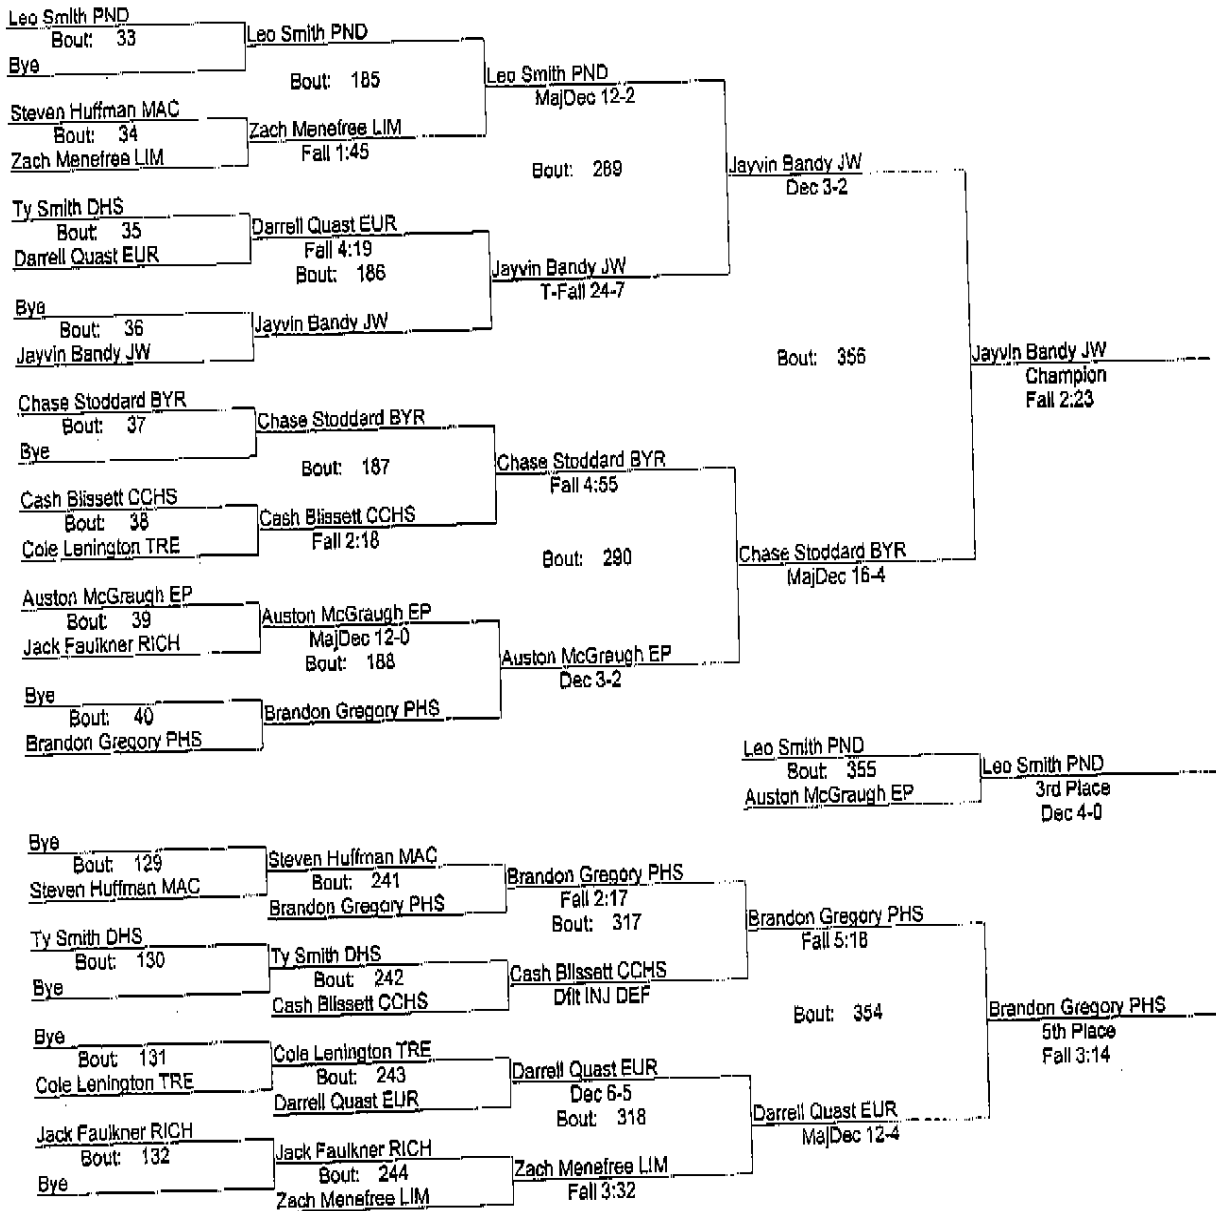 Leo Smith PND
Bout: 33
Bye
Leo Smith PND
Bout: 185
Steven Huffman MAC
Bout: 34
Zach Menefree LIM
Zach Menefree LIM
Fall 1:45
Leo Smith PND
MajDec 12-2
Bout: 289
Ty Smith DHS
Bout: 35
Darrell Quast EUR
Darrell Quast EUR
Fall 4:19
Bout: 186
Bye
Bout: 36
Jayvin Bandy JW
Jayvin Bandy JW
Jayvin Bandy JW
T-Fall 24-7
Jayvin Bandy JW
Dec 3-2
Bout: 356
Jayvin Bandy JW
Champion
Fall 2:23
Chase Stoddard BYR
Bout: 37
Bye
Chase Stoddard BYR
Bout: 187
Cash Blissett CCHS
Bout: 38
Cole Lenington TRE
Cash Blissett CCHS
Fall 2:18
Chase Stoddard BYR
Fall 4:55
Bout: 290
Chase Stoddard BYR
MajDec 16-4
Auston McGraugh EP
Bout: 39
Jack Faulkner RICH
Auston McGraugh EP
MajDec 12-0
Bout: 188
Bye
Bout: 40
Brandon Gregory PHS
Brandon Gregory PHS
Auston McGraugh EP
Dec 3-2
Leo Smith PND
Bout: 355
Auston McGraugh EP
Leo Smith PND
3rd Place
Dec 4-0
Bye
Bout: 129
Steven Huffman MAC
Steven Huffman MAC
Bout: 241
Brandon Gregory PHS
Brandon Gregory PHS
Fall 2:17
Bout: 317
Ty Smith DHS
Bout: 130
Bye
Ty Smith DHS
Bout: 242
Cash Blissett CCHS
Cash Blissett CCHS
Dflt INJ DEF
Brandon Gregory PHS
Fall 5:18
Bout: 354
Brandon Gregory PHS
5th Place
Fall 3:14
Bye
Bout: 131
Cole Lenington TRE
Cole Lenington TRE
Bout: 243
Darrell Quast EUR
Darrell Quast EUR
Dec 6-5
Bout: 318
Jack Faulkner RICH
Bout: 132
Bye
Jack Faulkner RICH
Bout: 244
Zach Menefree LIM
Zach Menefree LIM
Fall 3:32
Darrell Quast EUR
MajDec 12-4